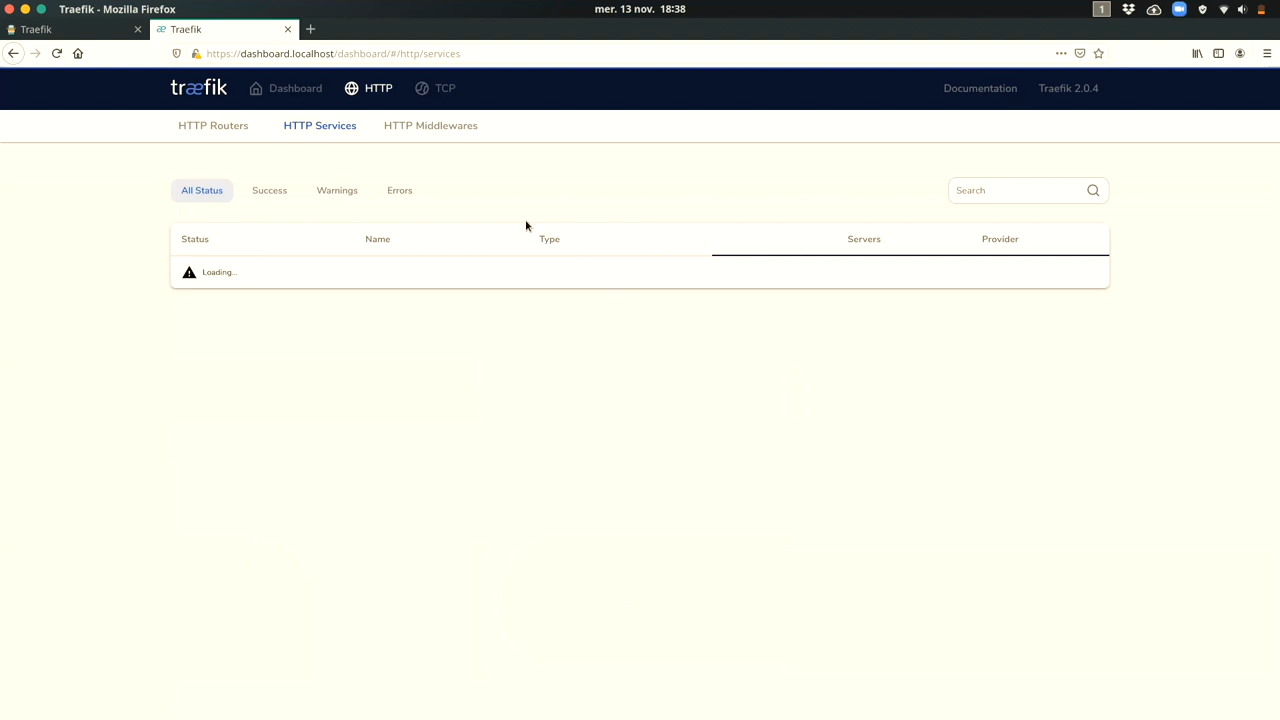 Traefik - Mozilla Firefox
mer. 13 nov. 18:38
1
Traefik
Traefik
https://dashboard.localhost/dashboard/#/http/services
træfik
Dashboard
HTTP
TCP
Documentation
Traefik 2.0.4
HTTP Routers
HTTP Services
HTTP Middlewares
All Status
Success
Warnings
Errors
Search
Status
Name
Type
Servers
Provider
Loading...